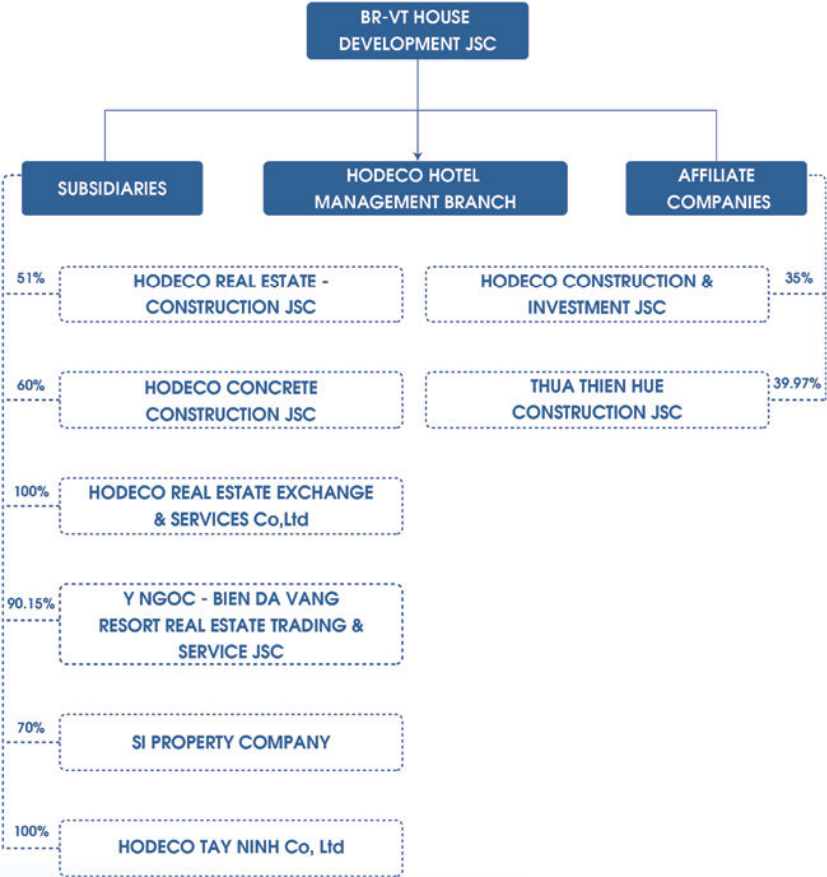 BR-VT HOUSE
DEVELOPMENT JSC
SUBSIDIARIES
HODECO HOTEL
MANAGEMENT BRANCH
AFFILIATE
COMPANIES
51%
HODECO REAL ESTATE -
CONSTRUCTION JSC
HODECO CONSTRUCTION &
INVESTMENT JSC
35%
60%
HODECO CONCRETE
CONSTRUCTION JSC
THUA THIEN HUE
CONSTRUCTION JSC
39.97%
100%
HODECO REAL ESTATE EXCHANGE
& SERVICES Co,Ltd
90.15%
Y NGOC - BIEN DA VANG
RESORT REAL ESTATE TRADING &
SERVICE JSC
70%
SI PROPERTY COMPANY
100%
HODECO TAY NINH Co, Ltd